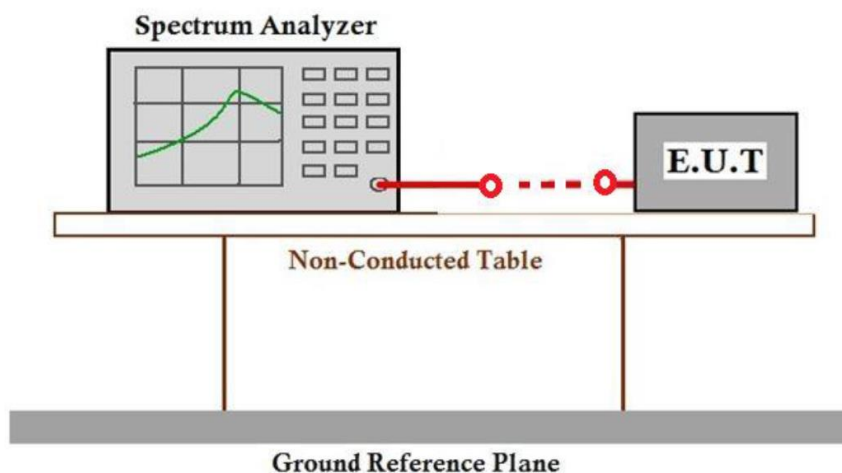 Spectrum Analyzer
E.U.T
Non-Conducted Table
Ground Reference Plane